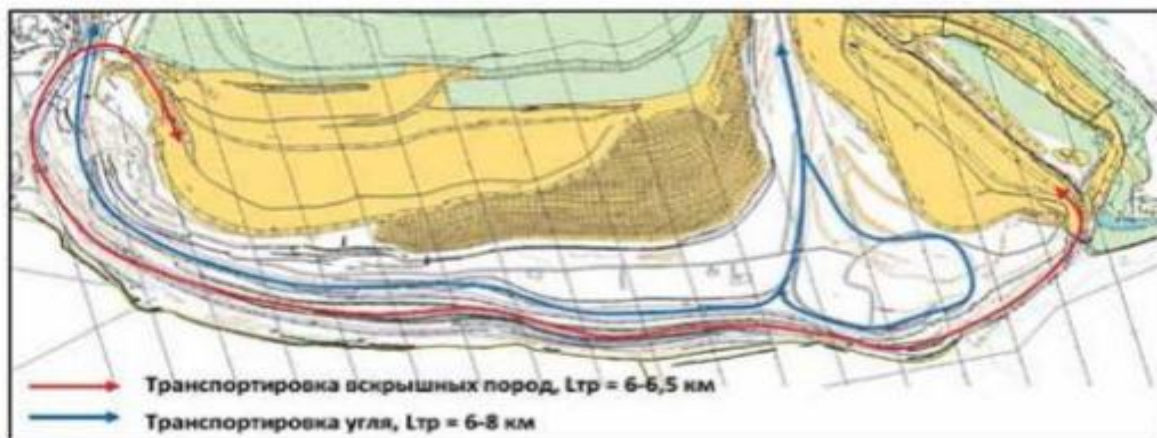 Транспортировка вскрышных пород, Lтр = 6-6,5 км
Транспортировка угля, Lтр = 6-8 км